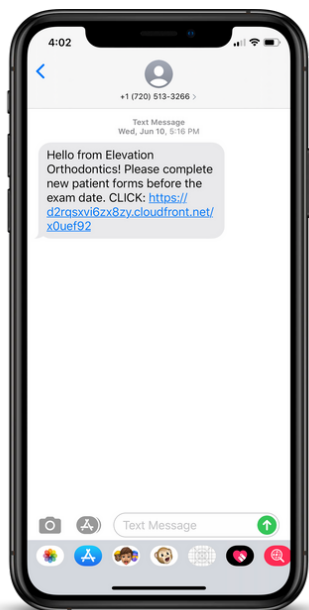 4:02
+1 (720) 513-3266 >
Text Message
Wed, Jun 10, 5:16 PM
Hello from Elevation
Orthodontics! Please complete
new patient forms before the
exam date. CLICK: https://
d2rqsxvi6zx8zy.cloudfront.net/
x0uef92
Text Message